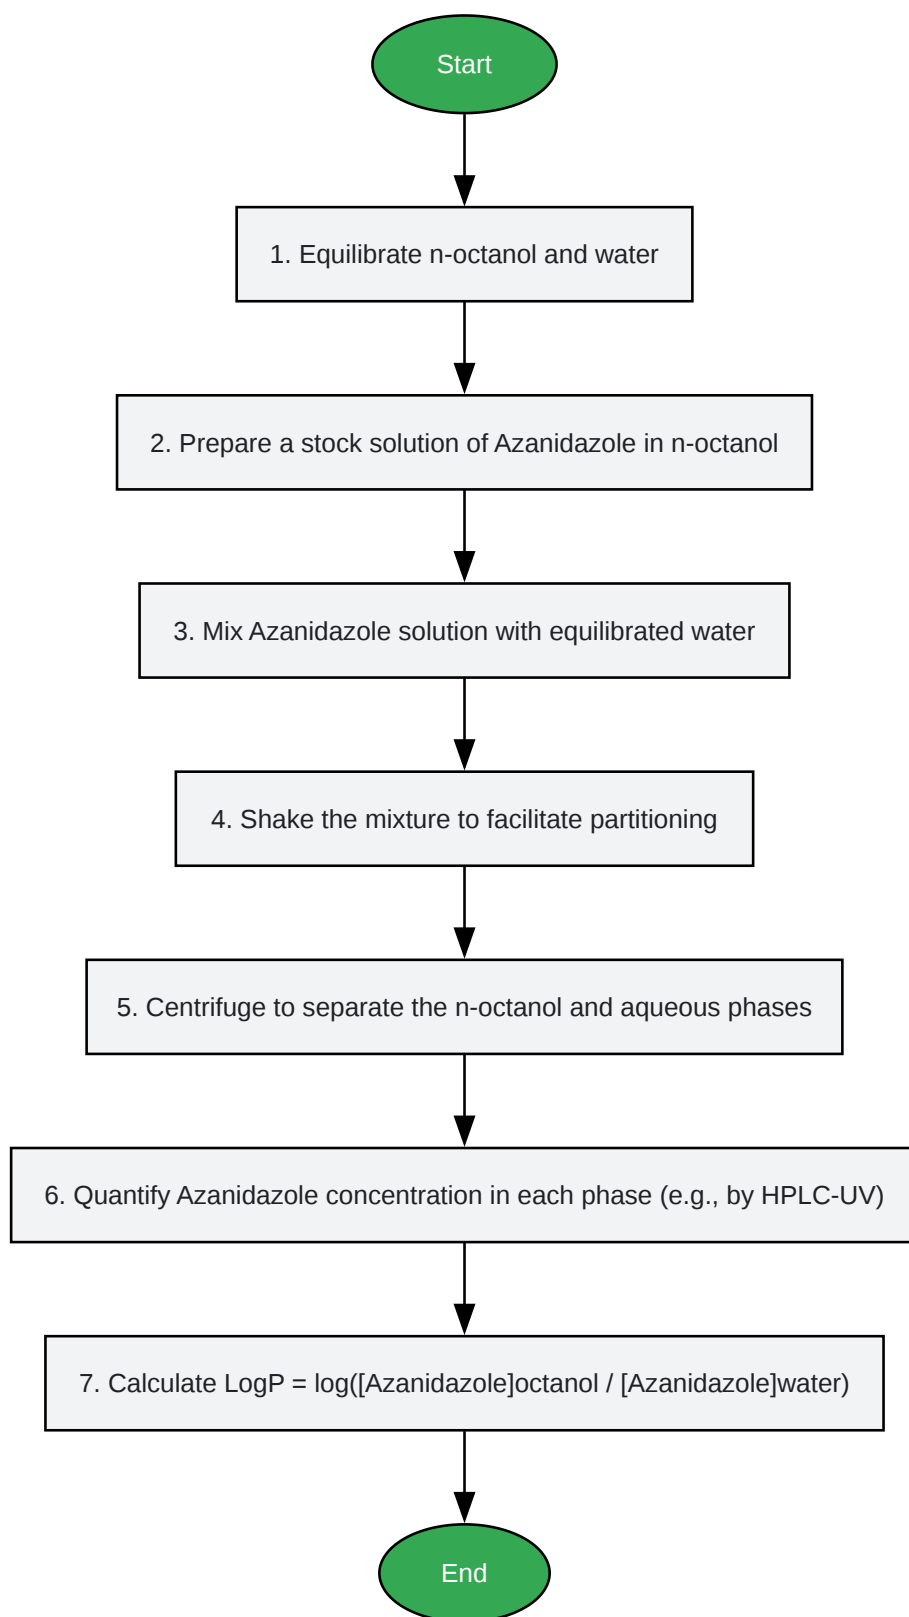 Start
1. Equilibrate n-octanol and water
2. Prepare a stock solution of Azanidazole in n-octanol
3. Mix Azanidazole solution with equilibrated water
4. Shake the mixture to facilitate partitioning
5. Centrifuge to separate the n-octanol and aqueous phases
6. Quantify Azanidazole concentration in each phase (e.g., by HPLC-UV)
7. Calculate LogP = log([Azanidazole]octanol / [Azanidazole]water)
End